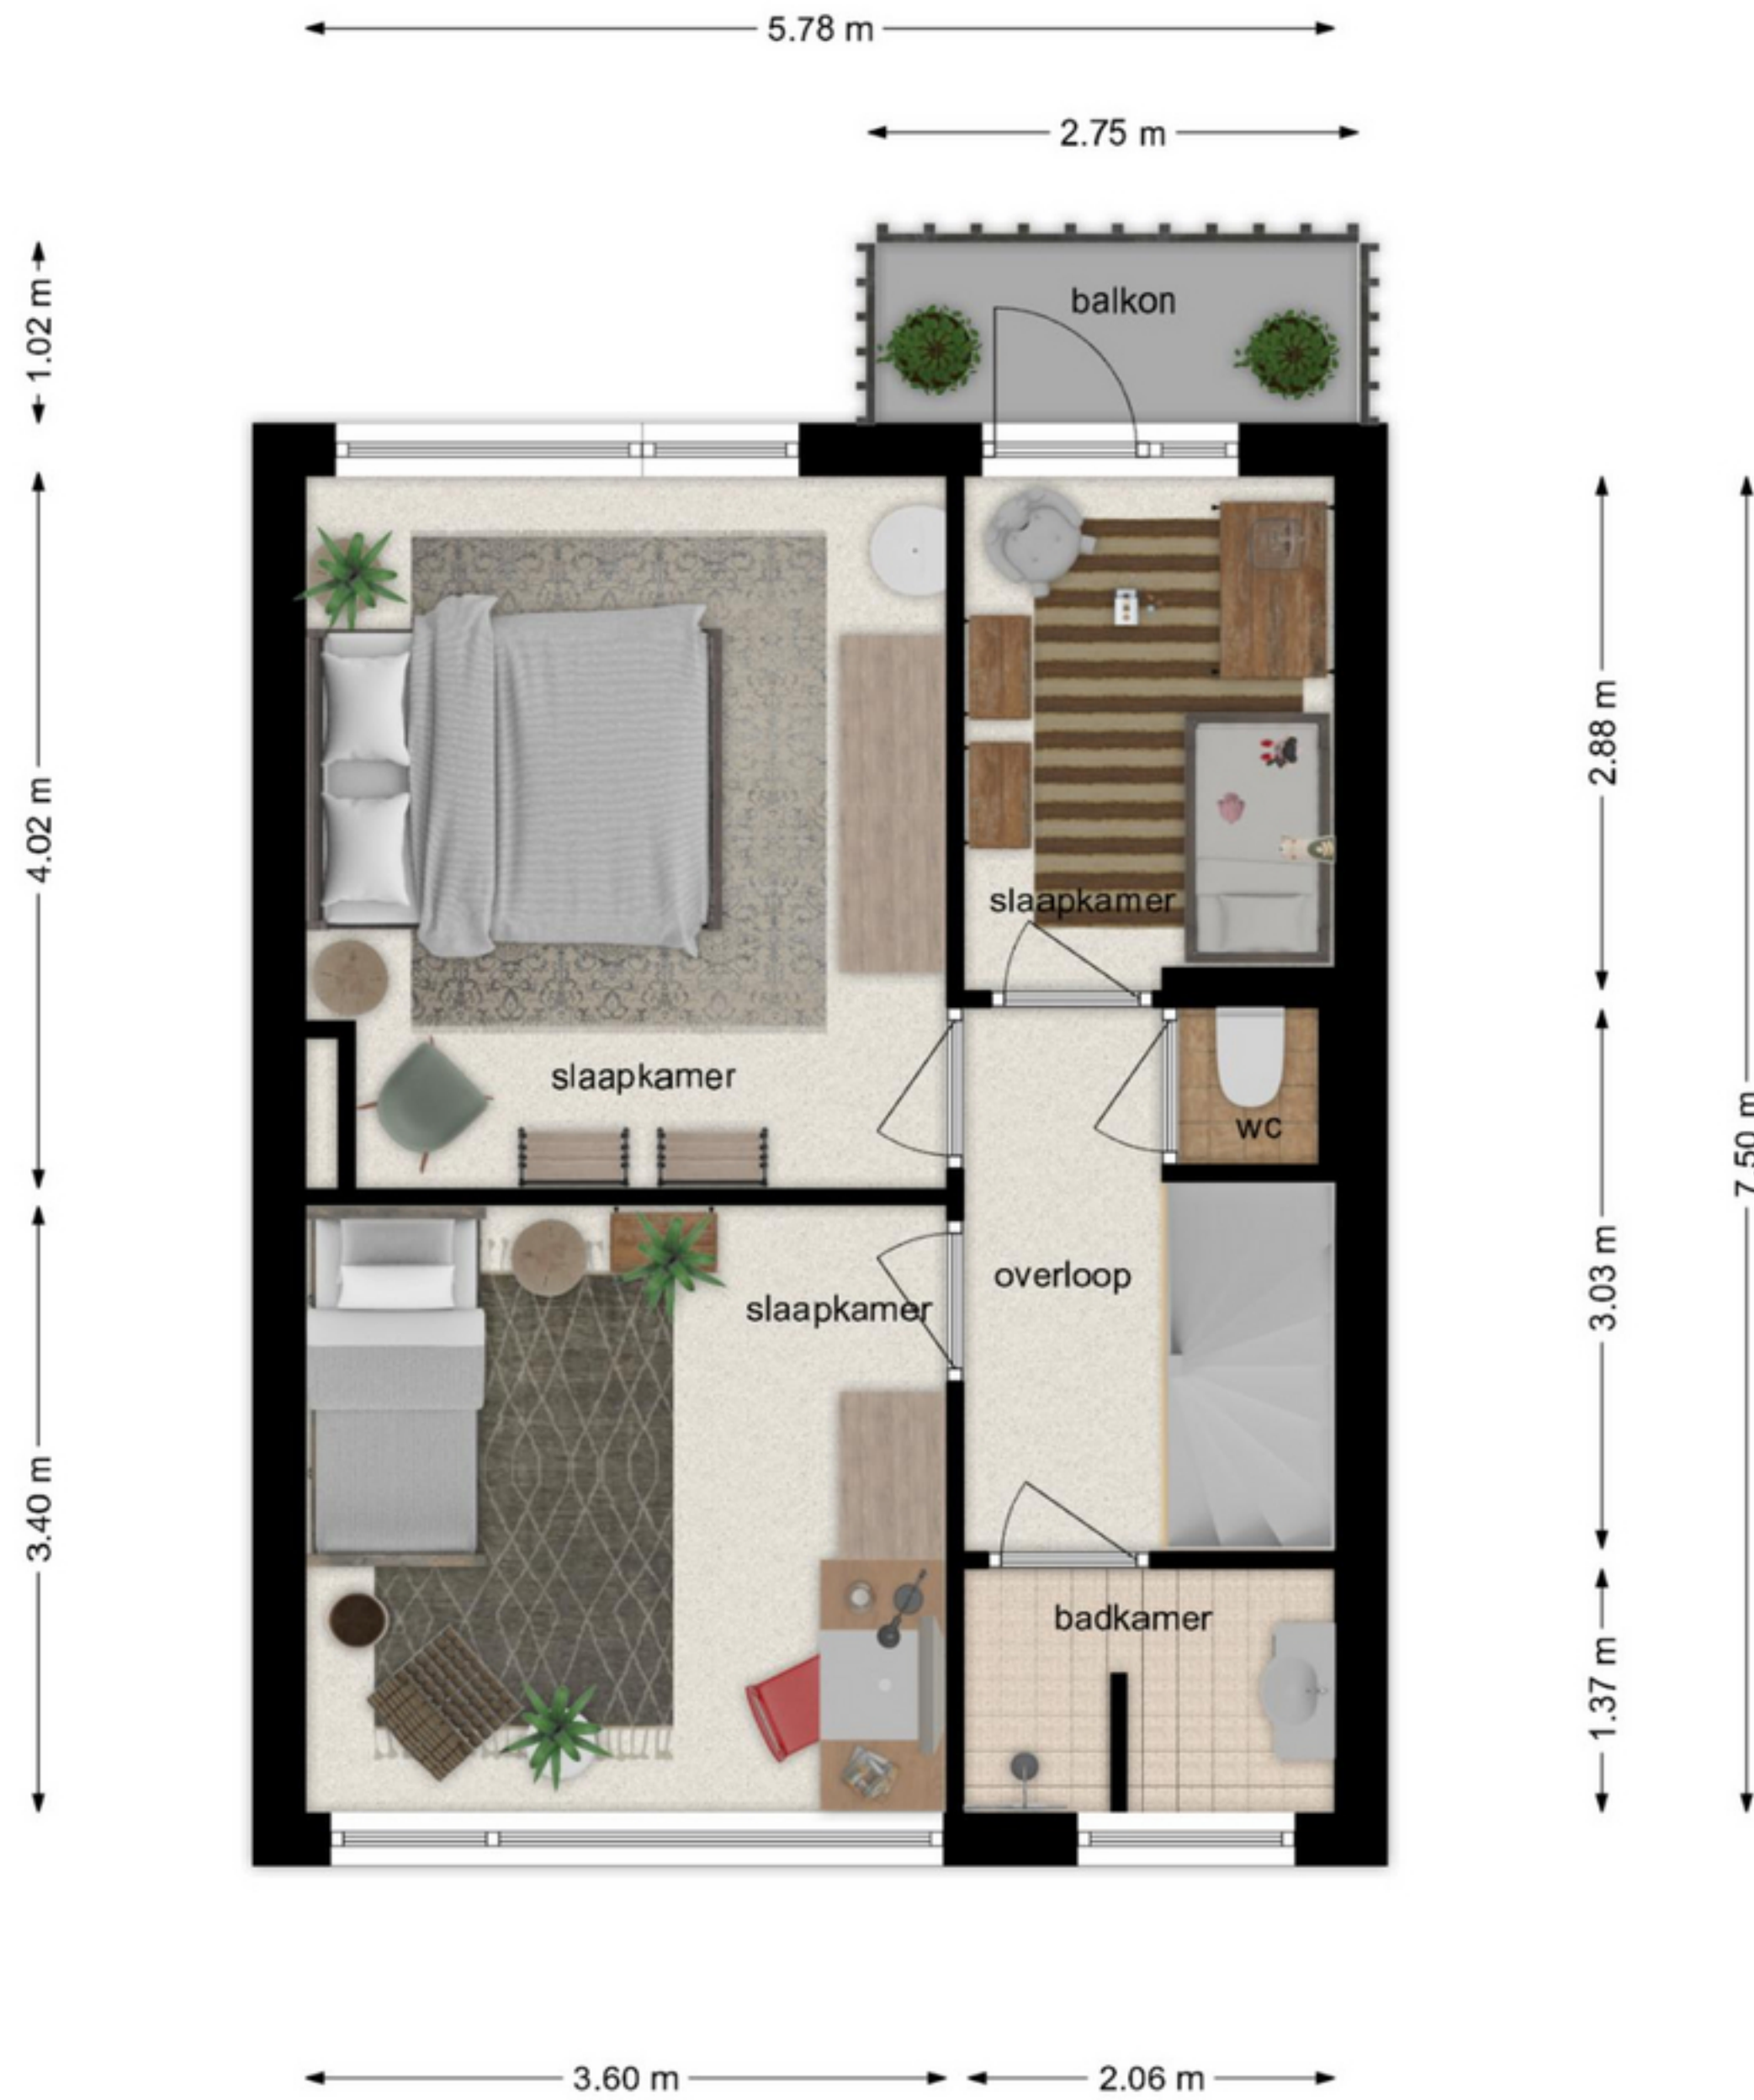 5.78 m
2.75 m
1.02 m
balkon
4.02 m
2.88 m
slaapkamer
slaapkamer
wc
7.50 m
overloop
3.03 m
slaapkamer
3.40 m
badkamer
1.37 m
3.60 m
2.06 m